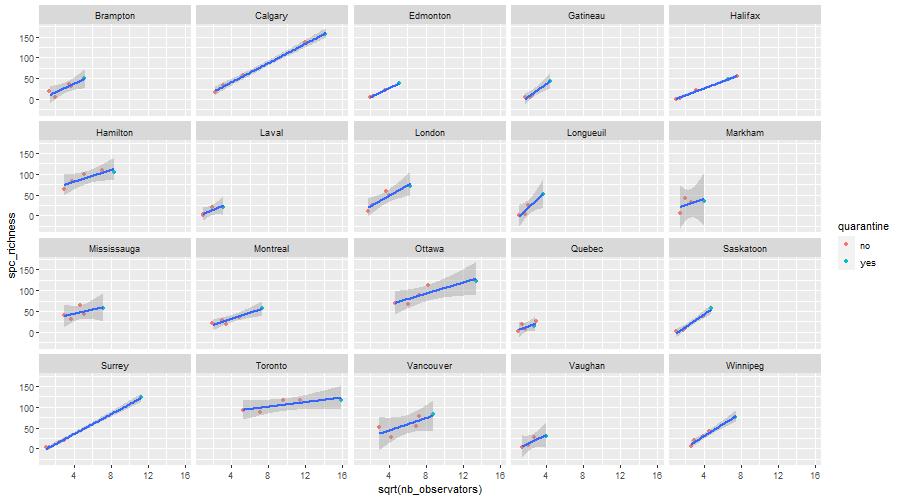 Brampton Calgary Edmonton Gatineau Halifax
150
100
50
0
Hamilton Laval London Longueuil Markham
150
100
50
0
spc_richness
quarantine
no
yes
Mississauga Montreal Ottawa Quebec Saskatoon
150
100
50
0
Surrey Toronto Vancouver Vaughan Winnipeg
150
100
50
0
4 8 12 16 4 8 12 16 4 8 12 16 4 8 12 16 4 8 12 16
sqrt(nb_observators)